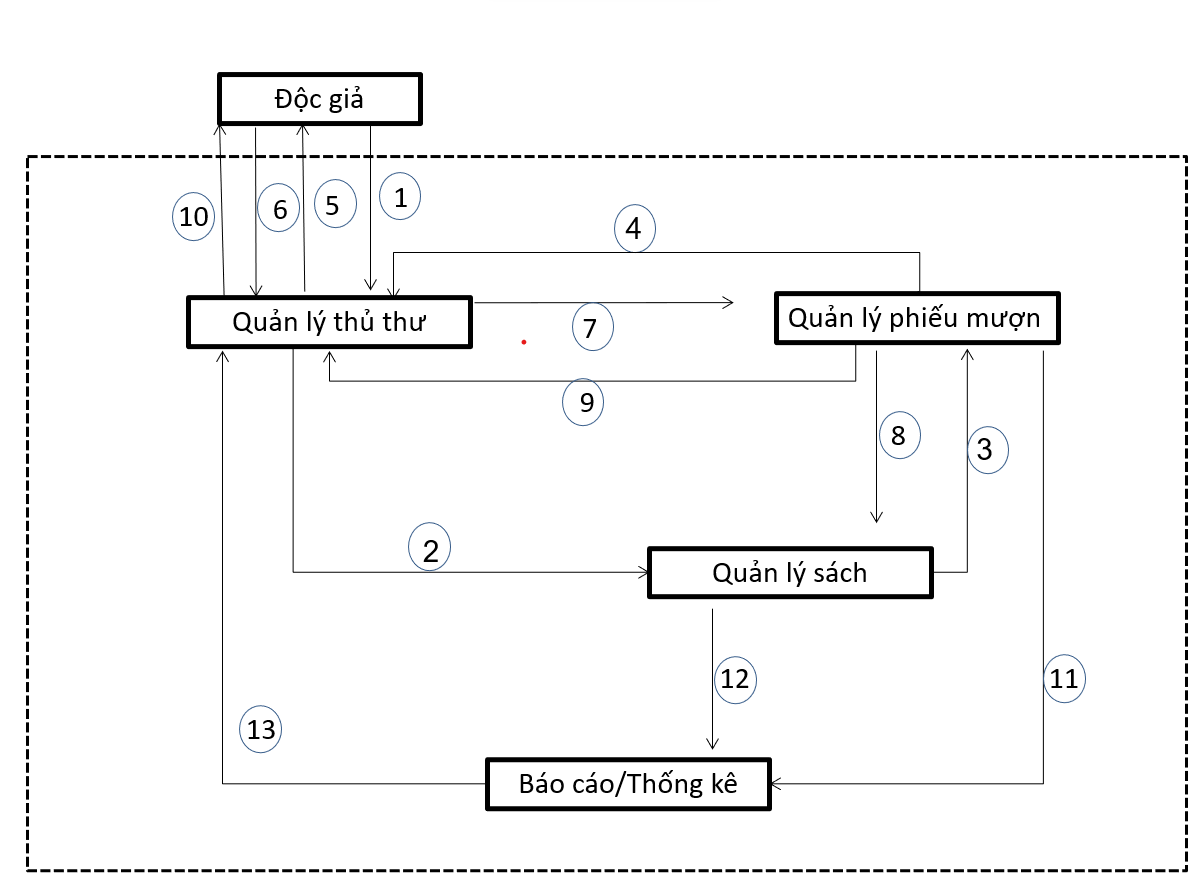 Độc giả
10
6
5
1
4
Quản lý thủ thư
7
Quản lý phiếu mượn
9
8
3
2
Quản lý sách
12
11
13
Báo cáo/Thống kê